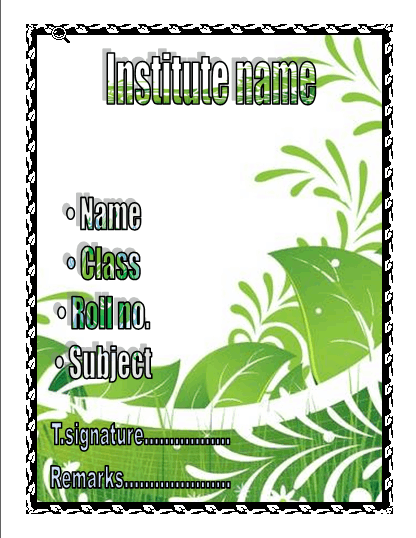 Institute name
• Name
• Class
• Roll no.
• Subject
T.signature.................
Remarks.....................